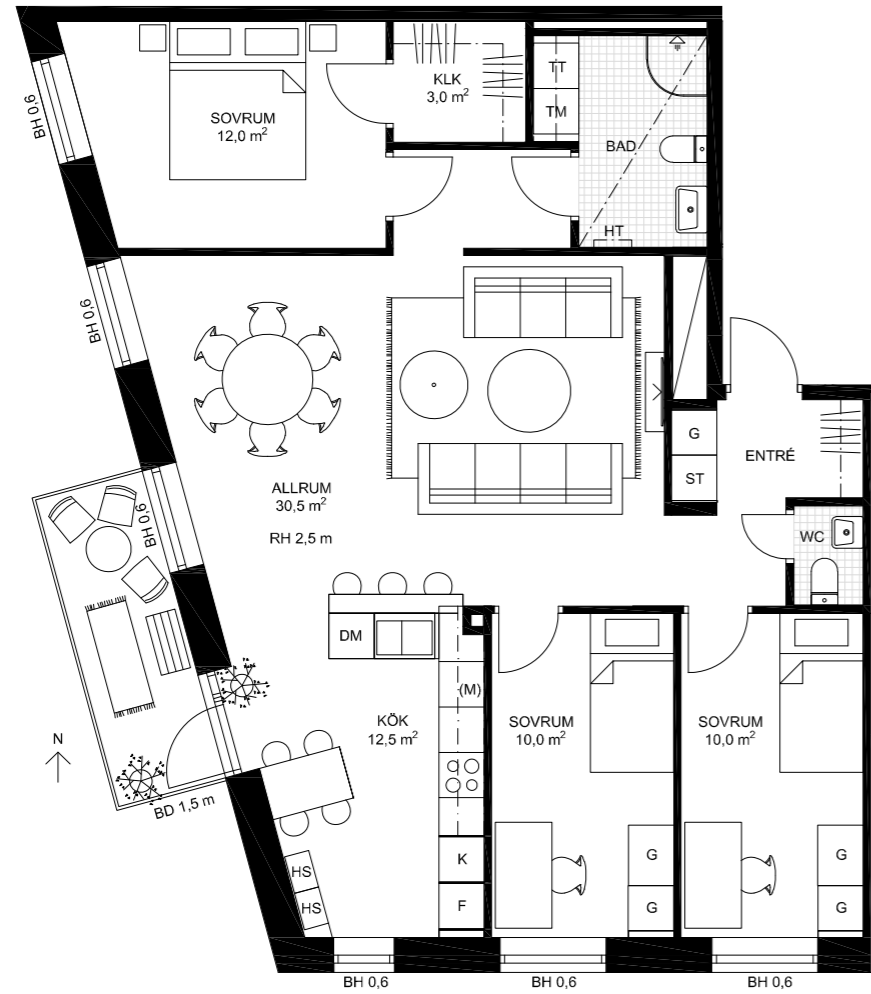 KLK
3,0 m²
TT
TM
BH 0,6
SOVRUM
12,0 m²
BAD
HT
BH 0,6
G
ST
ENTRÉ
ALLRUM
30,5 m²
RH 2,5 m
BH 0,6
WC
DM
(M)
KÖK
12,5 m²
SOVRUM
10,0 m²
SOVRUM
10,0 m²
N
BD 1,5 m
K
F
HS
HS
G
G
G
G
BH 0,6
BH 0,6
BH 0,6